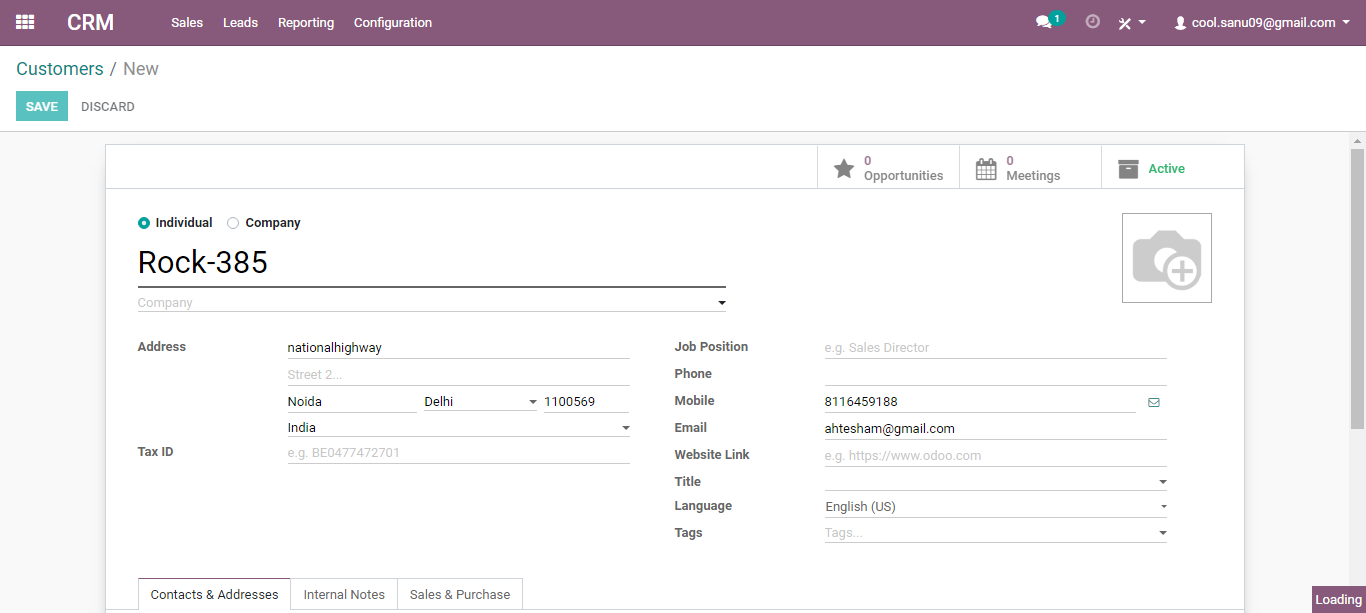 CRM Sales Leads Reporting Configuration 1 cool.sanu09@gmail.com
Customers / New
SAVE DISCARD
0 Opportunities 0 Meetings Active
Individual Company
Rock-385
Company
Address nationalhighway Job Position e.g. Sales Director
Street 2... Phone
Noida Delhi 1100569 Mobile 8116459188
India Email ahtesham@gmail.com
Tax ID e.g. BE0477472701 Website Link e.g. https://www.odoo.com
Title
Language English (US)
Tags Tags...
Contacts & Addresses Internal Notes Sales & Purchase
Loading